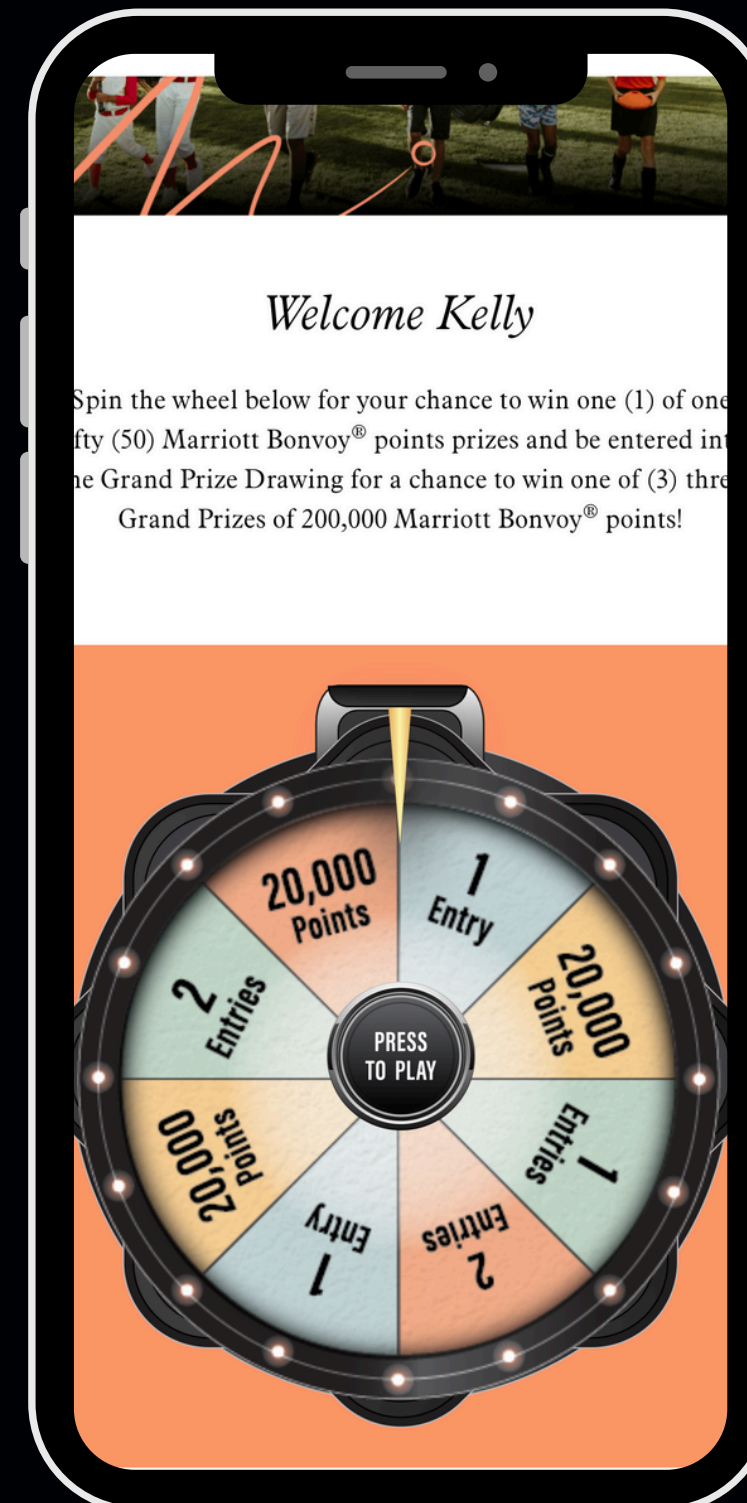 Welcome Kelly
Spin the wheel below for your chance to win one (1) of one
fty (50) Marriott Bonvoy® points prizes and be entered int
he Grand Prize Drawing for a chance to win one of (3) thre
Grand Prizes of 200,000 Marriott Bonvoy® points!
20,000
Points
1
Entry
20,000
Points
1
Entries
2
Entries
1
Entry
20,000
Points
2
Entries
PRESS
TO PLAY